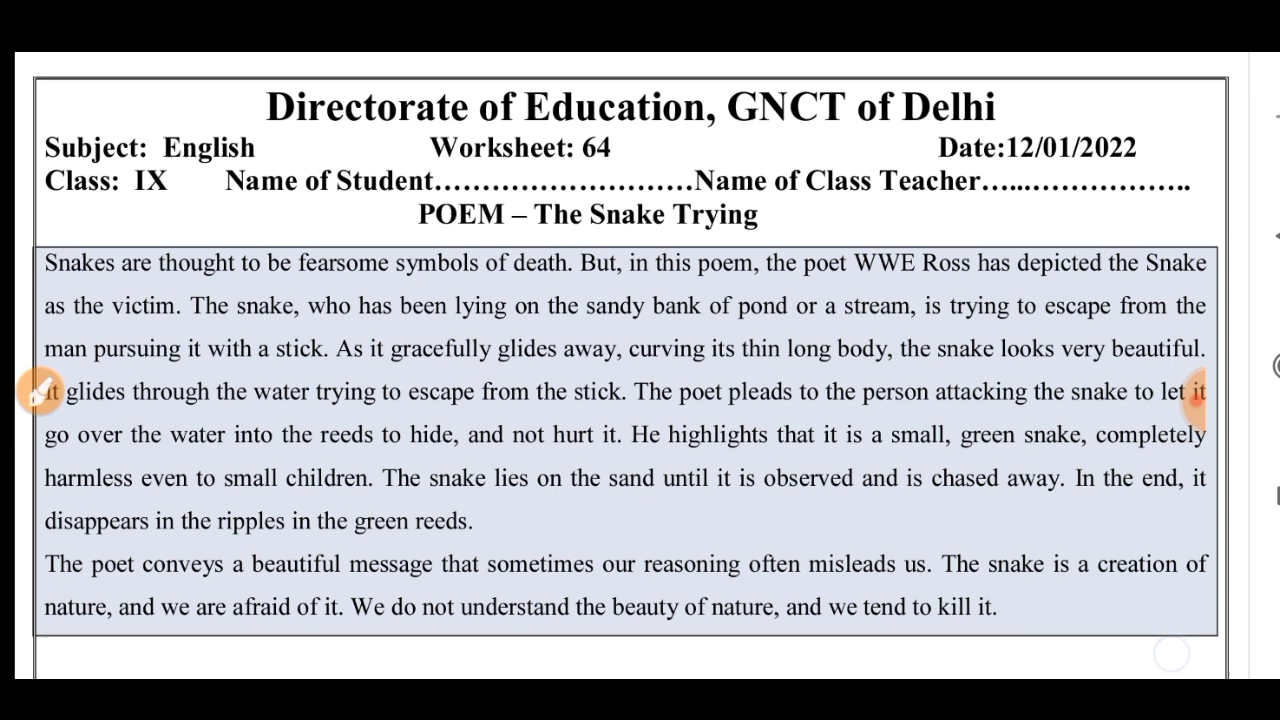 Directorate of Education, GNCT of Delhi
Subject: English Worksheet: 64 Date:12/01/2022
Class: IX Name of Student………………………Name of Class Teacher…...……………..
POEM – The Snake Trying
Snakes are thought to be fearsome symbols of death. But, in this poem, the poet WWE Ross has depicted the Snake
as the victim. The snake, who has been lying on the sandy bank of pond or a stream, is trying to escape from the
man pursuing it with a stick. As it gracefully glides away, curving its thin long body, the snake looks very beautiful.
It glides through the water trying to escape from the stick. The poet pleads to the person attacking the snake to let it
go over the water into the reeds to hide, and not hurt it. He highlights that it is a small, green snake, completely
harmless even to small children. The snake lies on the sand until it is observed and is chased away. In the end, it
disappears in the ripples in the green reeds.
The poet conveys a beautiful message that sometimes our reasoning often misleads us. The snake is a creation of
nature, and we are afraid of it. We do not understand the beauty of nature, and we tend to kill it.